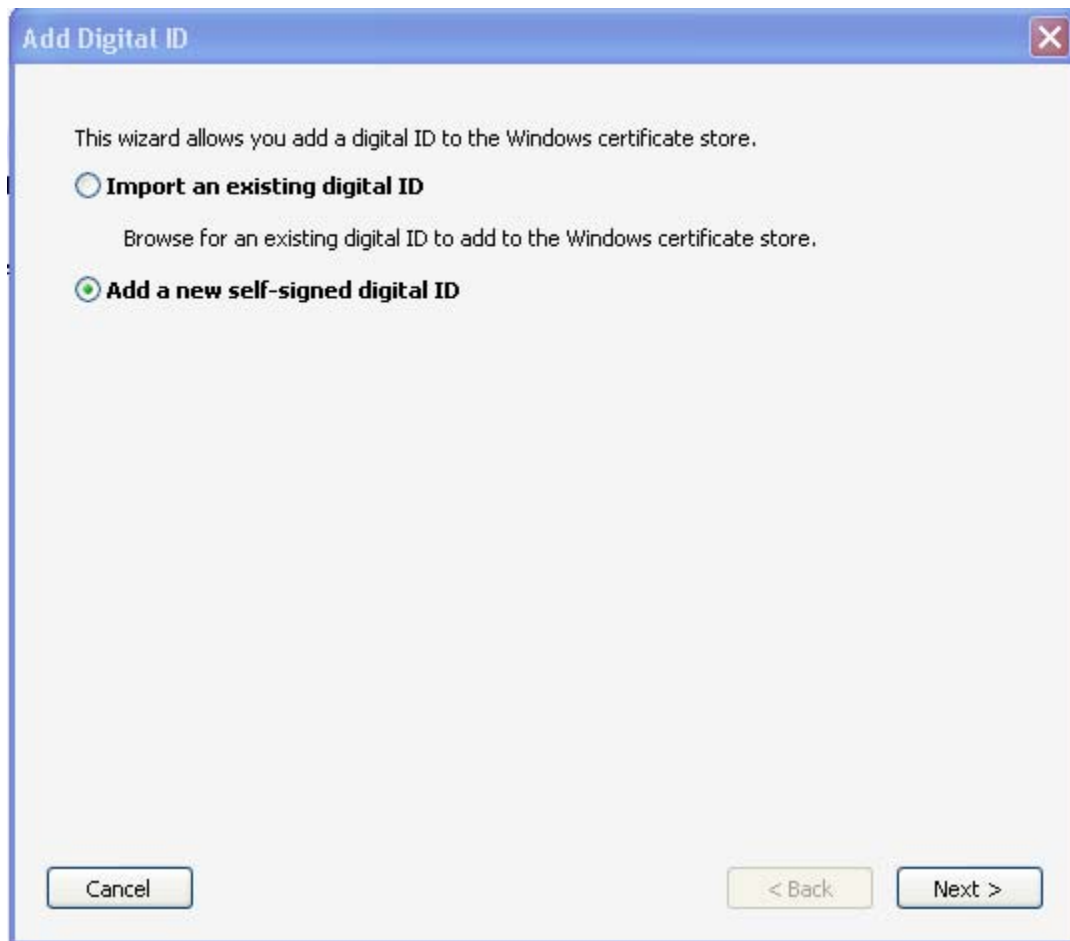 Add Digital ID
This wizard allows you add a digital ID to the Windows certificate store.
Import an existing digital ID
Browse for an existing digital ID to add to the Windows certificate store.
Add a new self-signed digital ID
Cancel
< Back
Next >